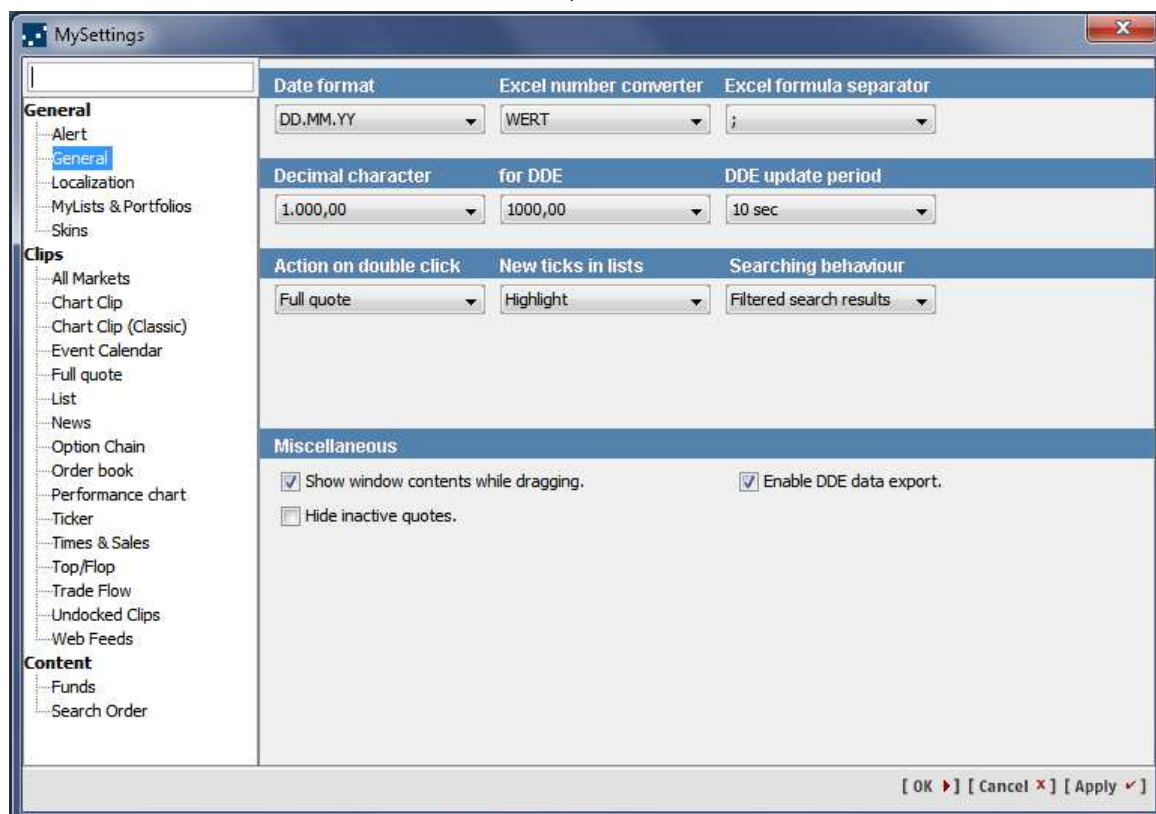 MySettings
General
Alert
General
Localization
MyLists & Portfolios
Skins
Clips
All Markets
Chart Clip
Chart Clip (Classic)
Event Calendar
Full quote
List
News
Option Chain
Order book
Performance chart
Ticker
Times & Sales
Top/Flop
Trade Flow
Undocked Clips
Web Feeds
Content
Funds
Search Order
Date format Excel number converter Excel formula separator
DD.MM.YY WERT ;
Decimal character for DDE DDE update period
1.000,00 1000,00 10 sec
Action on double click New ticks in lists Searching behaviour
Full quote Highlight Filtered search results
Miscellaneous
Show window contents while dragging. Enable DDE data export.
Hide inactive quotes.
[ OK ] [ Cancel ] [ Apply ]